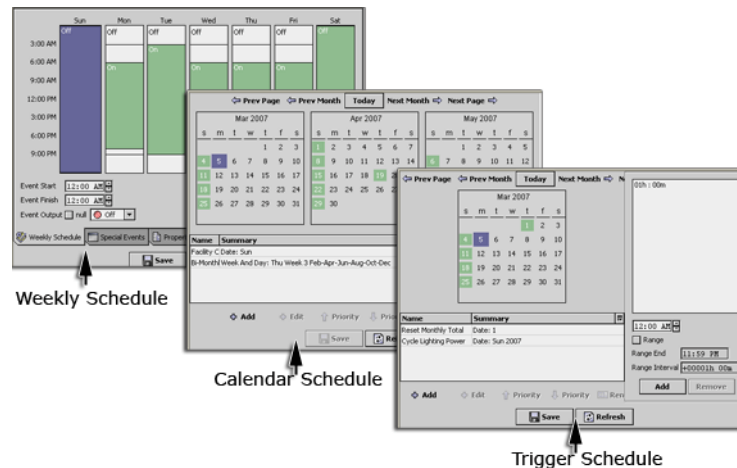 Sun Mon Tue Wed Thu Fri Sat
Off Off Off Off Off Off Off
3:00 AM
On
6:00 AM
On
9:00 AM
12:00 PM
3:00 PM
6:00 PM
9:00 PM
Event Start 12:00 AM
Event Finish 12:00 AM
Event Output null Off
Weekly Schedule Special Events
Save
Weekly Schedule
Prev Page Prev Month Today Next Month Next Page
Mar 2007 Apr 2007 May 2007
s m t w t f s s m t w t f s s m t w t f s
1 2 3 1 2 3 4 5 6 7 1 2 3 4 5
4 5 6 7 8 9 10 8 9 10 11 12 13 14 6 7 8 9 10 11 12
11 12 13 14 15 16 17 15 16 17 18 19
18 19 20 21 22 23 24 22 23 24 25 26
25 26 27 28 29 30 31 29 30
Name Summary
Facility C Date: Sun
Bi-Monthl Week And Day: Thu Week 3 Feb-Apr-Jun-Aug-Oct-Dec
Add Edit Priority
Save
Calendar Schedule
Prev Page Prev Month Today Next Month
Mar 2007
s m t w t f s
1 2 3
4 5 6 7 8 9 10
11 12 13 14 15 16 17
18 19 20 21 22 23 24
25 26 27 28 29 30 31
Name Summary
Reset Monthly Total Date: 1
Cycle Lighting Power Date: Sun 2007
Add Edit Priority Priority
Save Refresh
00h : 00m
12:00 AM
Range
Range End 11:59 PM
Range Interval +00001h 00m
Add Remove
Trigger Schedule